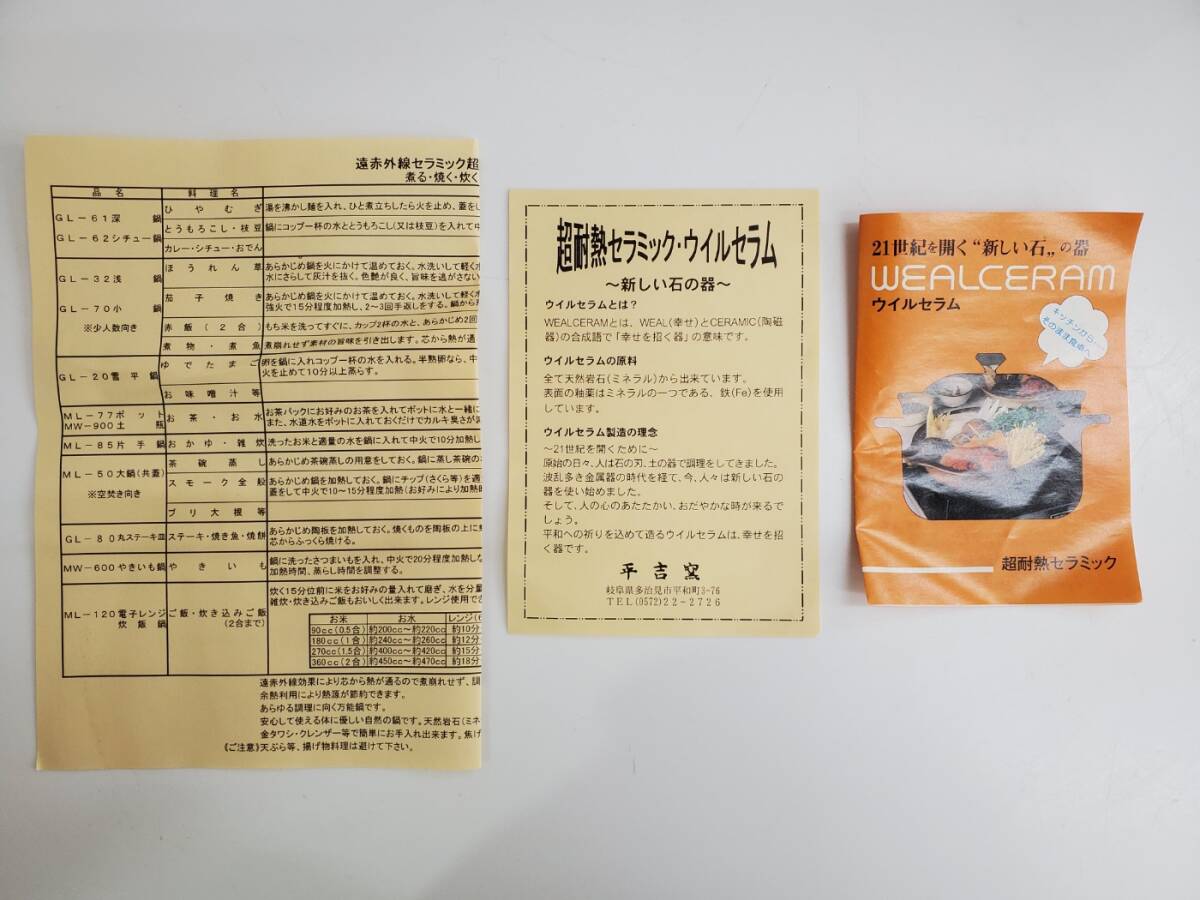 遠赤外線セラミック超
煮る・焼く・炊く
品名 料理名
GL-61深鍋
GL-62シチュー鍋
ひやむぎ 湯を沸かし麺を入れ、ひと煮立ちしたら火を止め、蓋をし
とうもろこし・枝豆 鍋にコップ一杯の水ととうもろこし(又は枝豆)を入れて中
カレー・シチュー・おでん
GL-32浅鍋
GL-70小鍋
※少人数向き
ほうれん草 あらかじめ鍋を火にかけて温めておく。水洗いして軽く水
水にさらして灰汁を抜く。色艶が良く、旨味を逃がさない
茄子焼き あらかじめ鍋を火にかけて温めておく。水洗いして軽く
強火で15分程度加熱し、2~3回手返しをする。鍋から
赤飯(2合) もち米を洗ってすぐに、カップ2杯の水と、あらかじめ2回
煮物・煮魚 煮崩れせず素材の旨味を引き出します。芯から熱が通る
GL-20雪平鍋
ゆでたまご 卵を鍋に入れコップ一杯の水を入れる。半熟卵なら、中
火を止めて10分以上蒸らす。
お味噌汁等
ML-77ポット
MW-900土瓶
お茶・お水 お茶パックにお好みのお茶を入れてポットに水と一緒に
また、水道水をポットに入れておくだけでカルキ臭さが減
ML-85片手鍋 おかゆ・雑炊 洗ったお米と適量の水を鍋に入れて中火で10分加熱し
ML-50大鍋(共蓋)
※空焚き向き
茶碗蒸し あらかじめ茶碗蒸しの用意をしておく。鍋に蒸し茶碗の
スモーク全般 あらかじめ鍋を加熱しておく。鍋にチップ(さくら等)を適
蓋をして中火で10~15分程度加熱(お好みにより加熱時
ブリ大根等
GL-80丸ステーキ皿 ステーキ・焼き魚・焼餅 あらかじめ陶板を加熱しておく。焼くものを陶板の上に
芯からふっくら焼ける。
MW-600やきいも鍋 やきいも 鍋に洗ったさつまいもを入れ、中火で20分程度加熱し
加熱時間、蒸らし時間を調整する。
ML-120電子レンジ
炊飯鍋
ご飯・炊き込みご飯
(2合まで)
炊く15分位前に米をお好みの量入れて磨ぎ、水を分量
雑炊・炊き込みご飯もおいしく出来ます。レンジ使用でき
お米 お水 レンジ(6
90cc(0.5合) 約200cc~約220cc 約10分
180cc(1合) 約240cc~約260cc 約12分
270cc(1.5合) 約400cc~約420cc 約15分
360cc(2合) 約450cc~約470cc 約18分
遠赤外線効果により芯から熱が通るので煮崩れせず、調
余熱利用により熱源が節約できます。
あらゆる調理に向く万能鍋です。
安心して使える体に優しい自然の鍋です。天然岩石(ミネ
金タワシ・クレンザー等で簡単にお手入れ出来ます。焦げ
《ご注意》天ぷら等、揚げ物料理は避けて下さい。
超耐熱セラミック・ウイルセラム
~新しい石の器~
ウイルセラムとは?
WEALCERAMとは、WEAL(幸せ)とCERAMIC(陶磁
器)の合成語で「幸せを招く器」の意味です。
ウイルセラムの原料
全て天然岩石(ミネラル)から出来ています。
表面の釉薬はミネラルの一つである、鉄(Fe)を使用
しています。
ウイルセラム製造の理念
~21世紀を開くために~
原始の日々、人は石の刃、土の器で調理をしてきました。
波乱多き金属器の時代を経て、今、人々は新しい石の
器を使い始めました。
そして、人の心のあたたかい、おだやかな時が来るで
しょう。
平和への祈りを込めて造るウイルセラムは、幸せを招
く器です。
平吉窯
岐阜県多治見市平和町3-76
TEL(0572)22-2726
21世紀を開く“新しい石„の器
WEALCERAM
ウイルセラム
キッチンから……
そのまま食卓へ
超耐熱セラミック